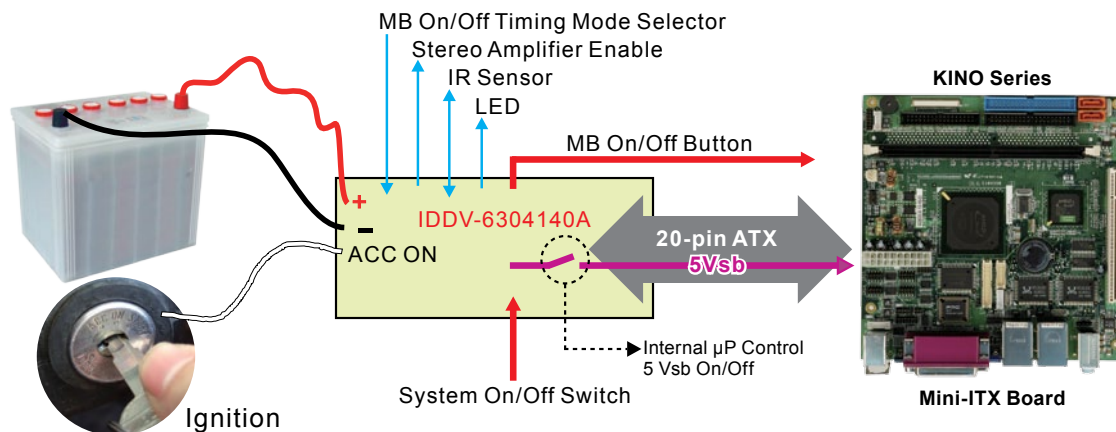 MB On/Off Timing Mode Selector
Stereo Amplifier Enable
IR Sensor
LED
KINO Series
MB On/Off Button
+
IDDV-6304140A
−
ACC ON
20-pin ATX
5Vsb
Internal µP Control
5 Vsb On/Off
System On/Off Switch
Ignition
Mini-ITX Board